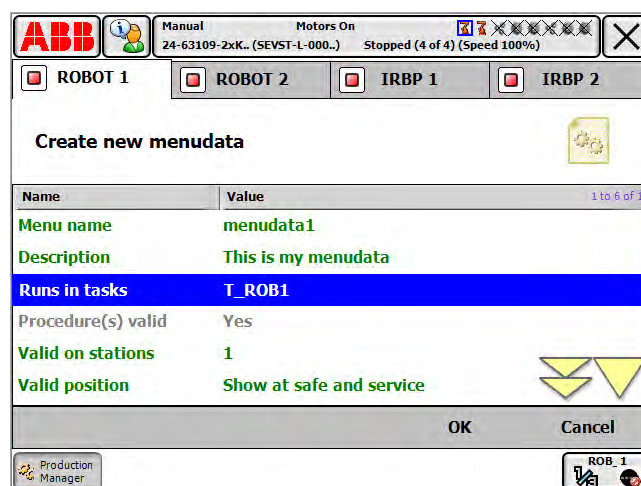 ABB
Manual Motors On
24-63109-2xK.. (SEVST-L-000..) Stopped (4 of 4) (Speed 100%)
ROBOT 1 ROBOT 2 IRBP 1 IRBP 2
Create new menudata
Name Value 1 to 6 of 1
Menu name menudata1
Description This is my menudata
Runs in tasks T_ROB1
Procedure(s) valid Yes
Valid on stations 1
Valid position Show at safe and service
OK Cancel
Production
Manager
ROB_1